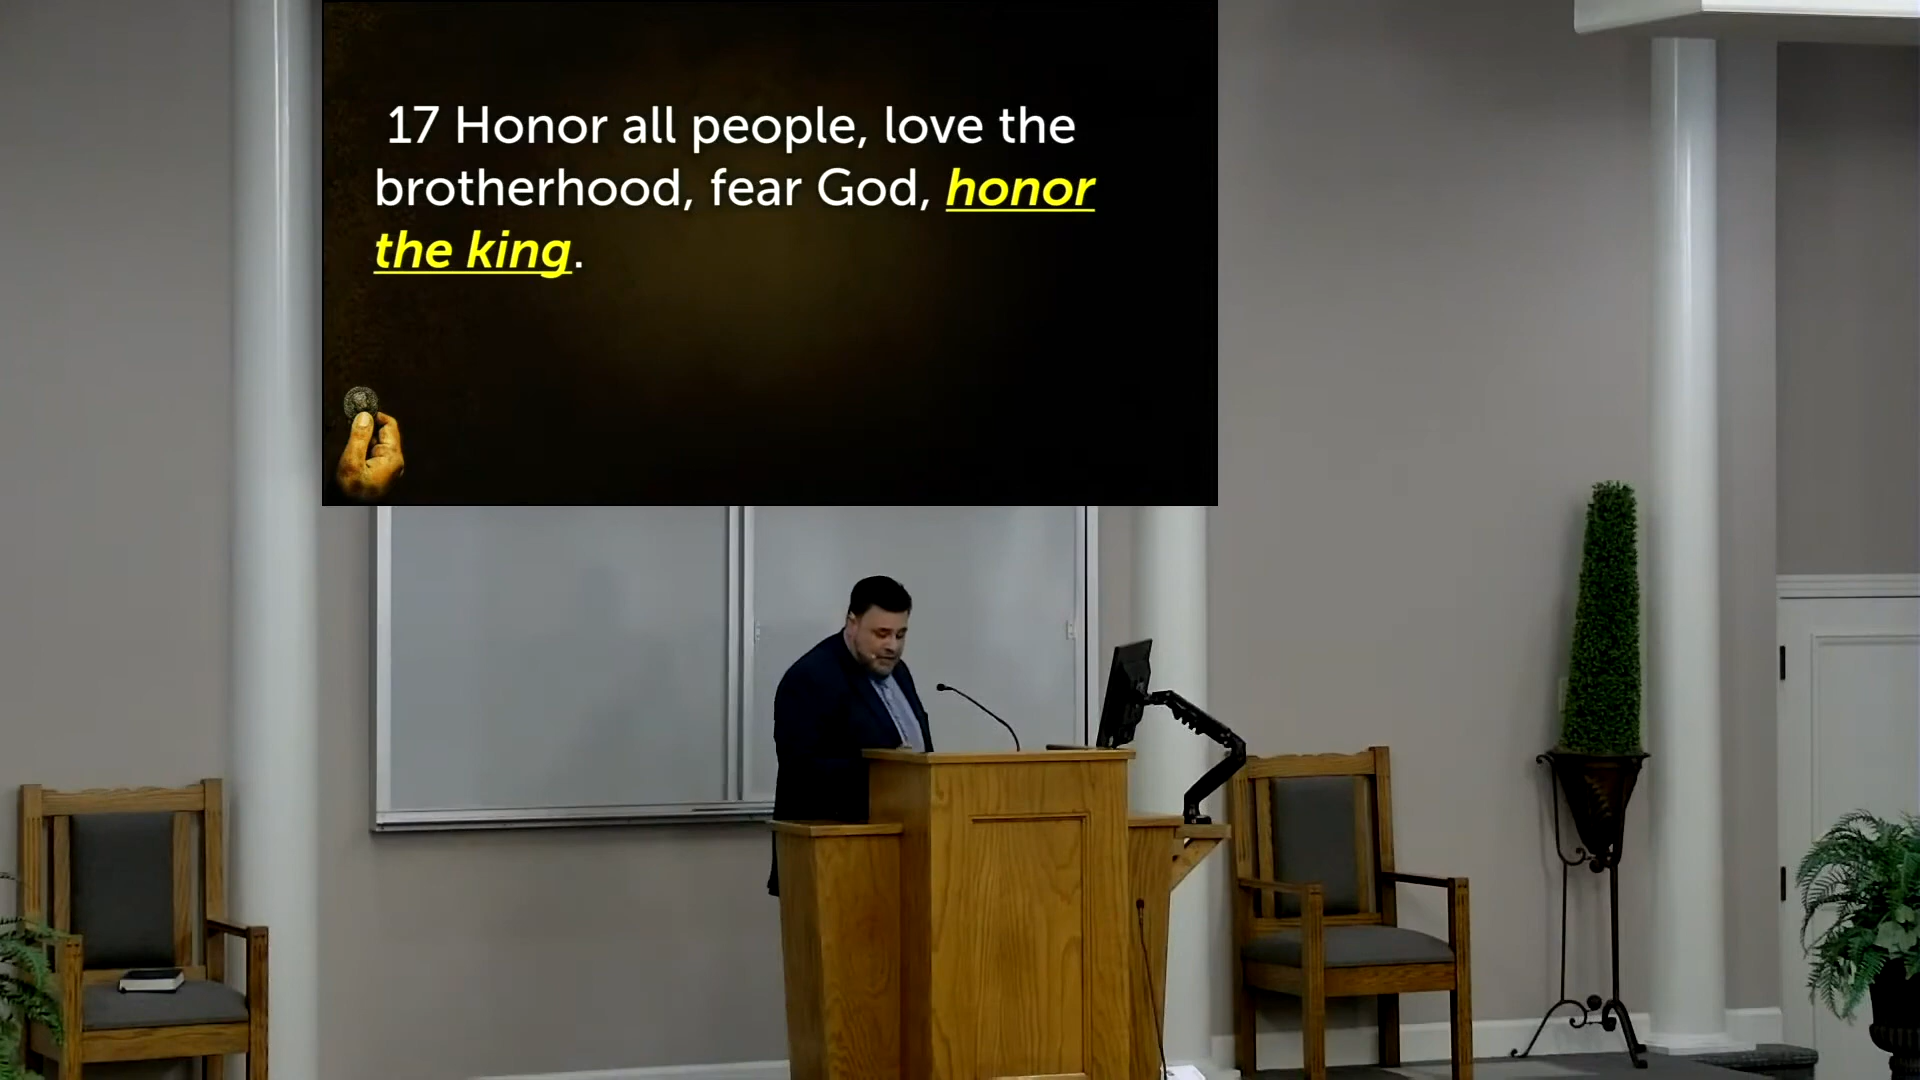 17 Honor all people, love the
brotherhood, fear God, honor
the king.